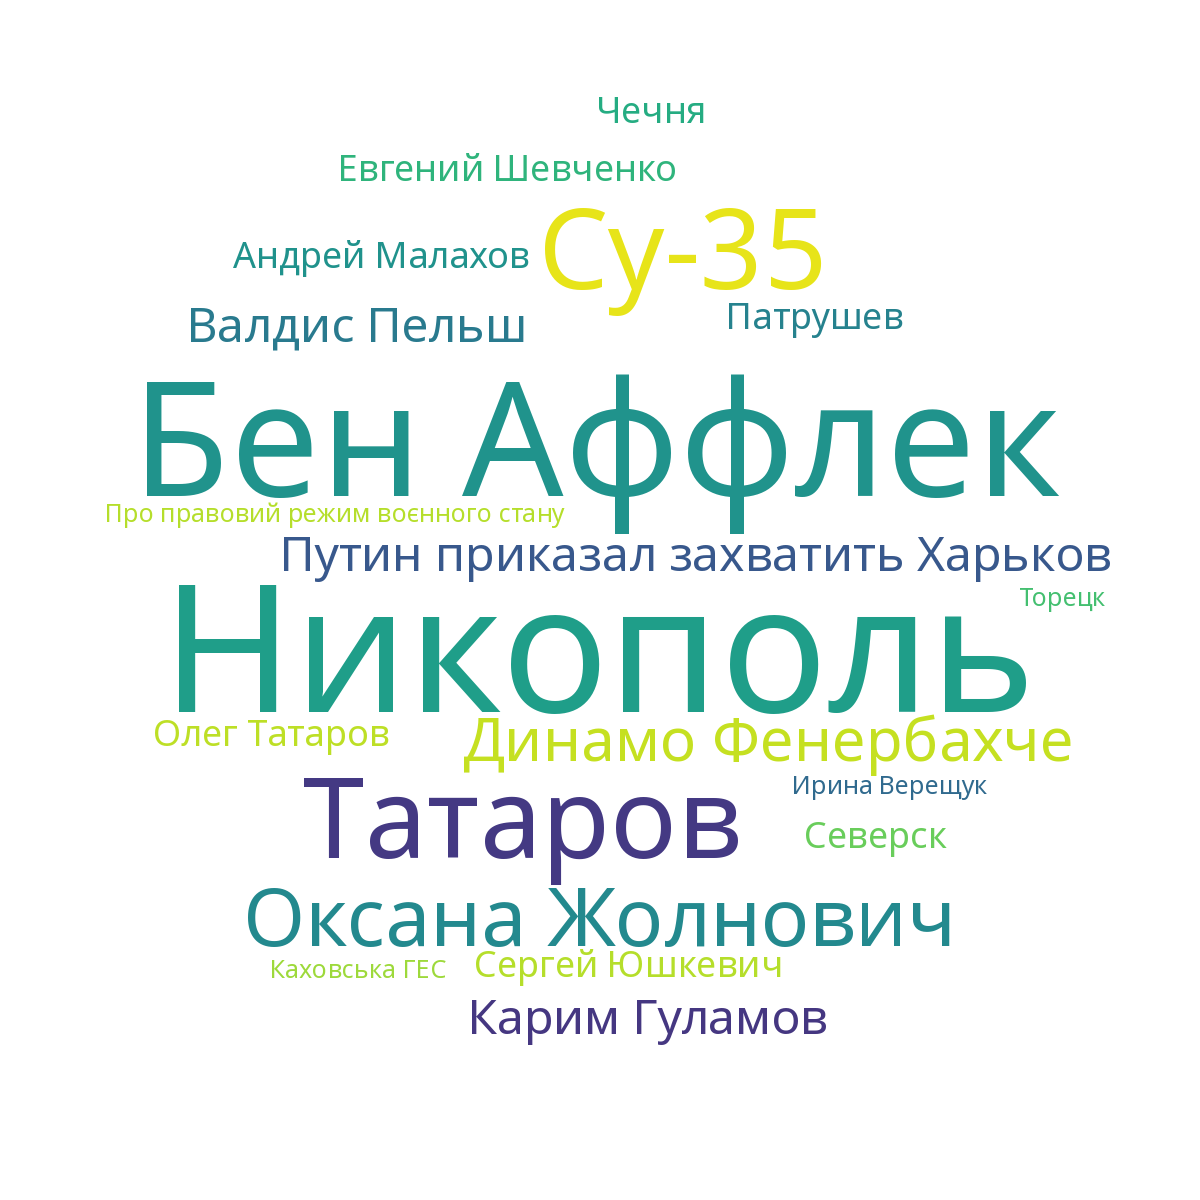 Чечня
Евгений Шевченко
Су-35
Андрей Малахов
Патрушев
Валдис Пельш
Бен Аффлек
Про правовий режим воєнного стану
Путин приказал захватить Харьков
Торецк
Никополь
Олег Татаров
Динамо Фенербахче
Ирина Верещук
Татаров
Северск
Оксана Жолнович
Каховська ГЕС
Сергей Юшкевич
Карим Гуламов